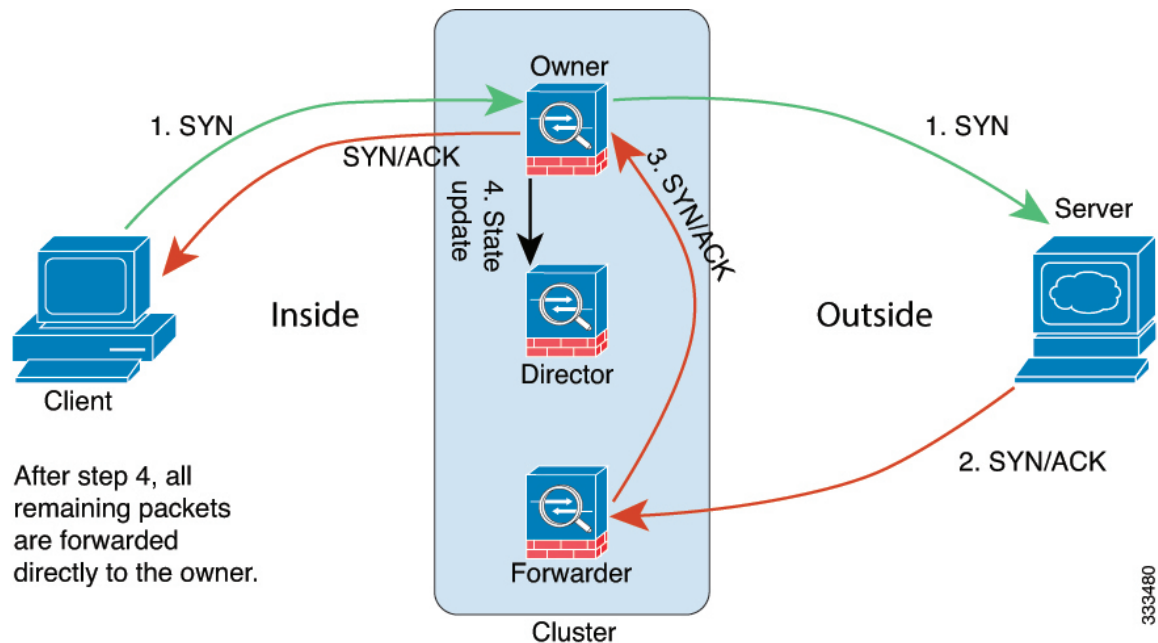 Owner
1. SYN
1. SYN
SYN/ACK
3. SYN/ACK
4. State
update
Server
Inside
Outside
Director
Client
2. SYN/ACK
After step 4, all
remaining packets
are forwarded
directly to the owner.
Forwarder
333480
Cluster